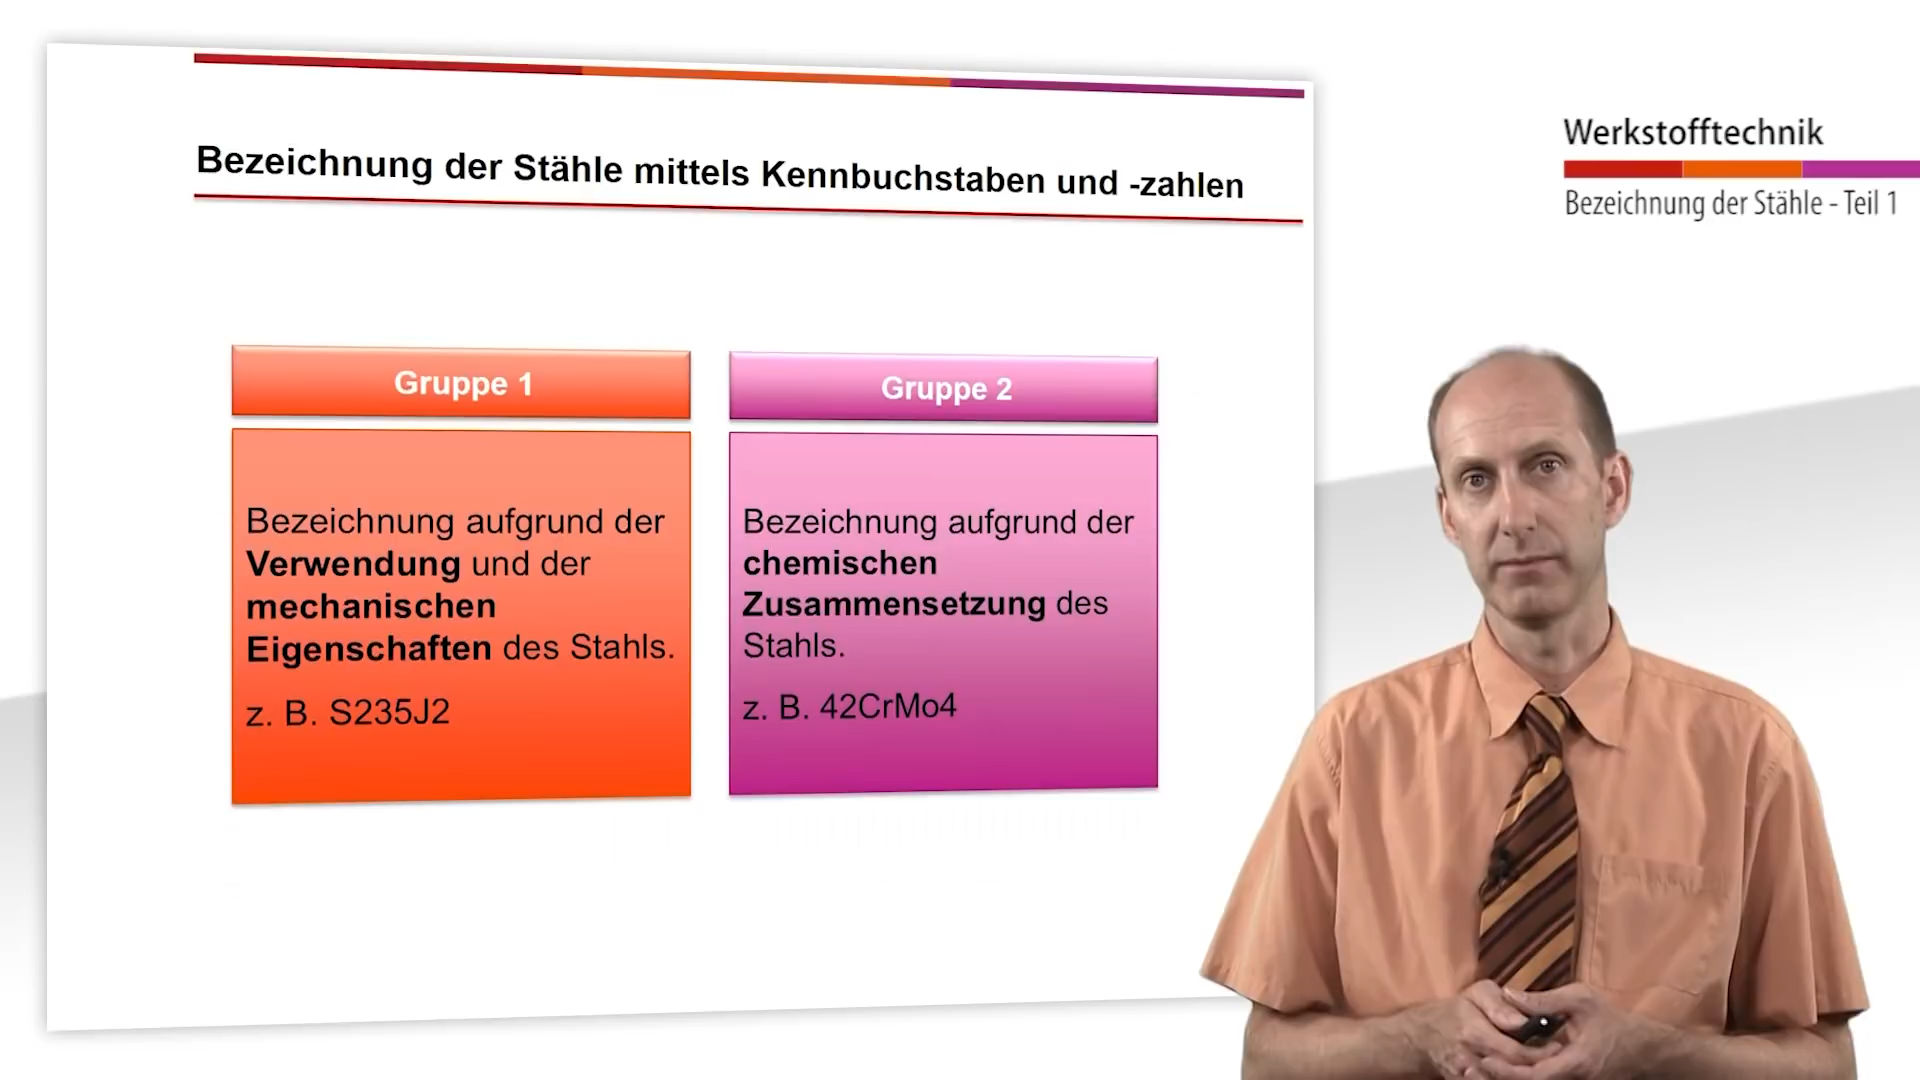 Bezeichnung der Stähle mittels Kennbuchstaben und -zahlen
Werkstofftechnik
Bezeichnung der Stähle - Teil 1
Gruppe 1
Bezeichnung aufgrund der
Verwendung und der
mechanischen
Eigenschaften des Stahls.
z. B. S235J2
Gruppe 2
Bezeichnung aufgrund der
chemischen
Zusammensetzung des
Stahls.
z. B. 42CrMo4